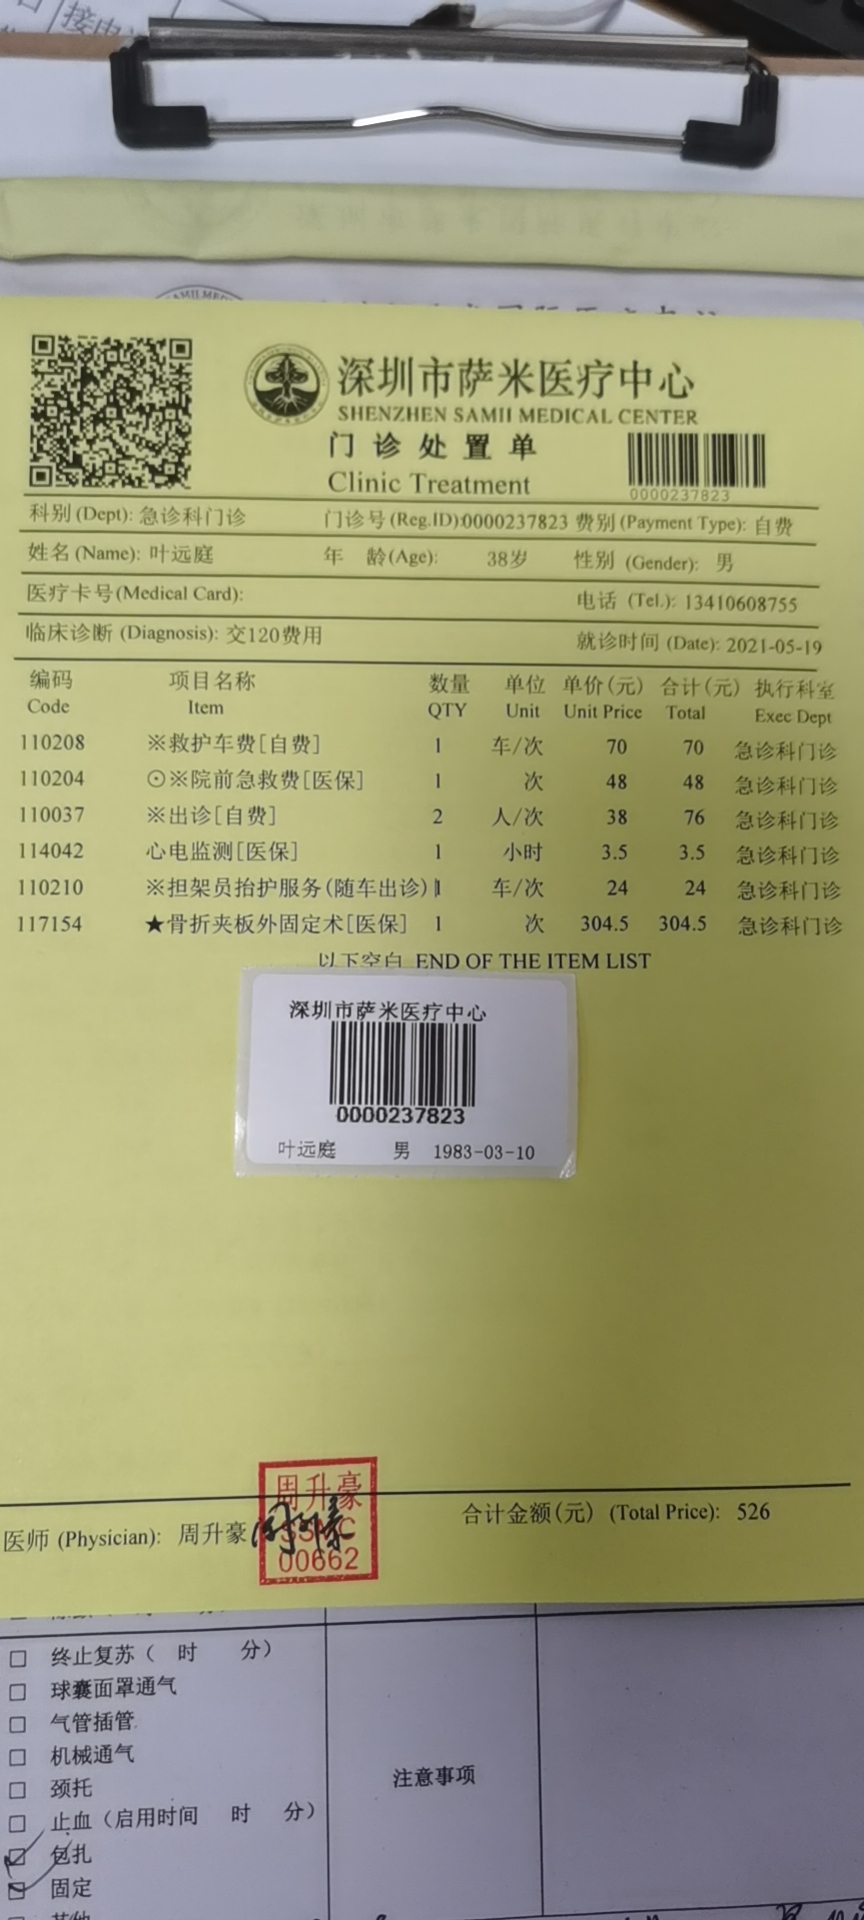 接电
深圳市萨米医疗中心
SHENZHEN SAMII MEDICAL CENTER
门诊处置单
Clinic Treatment
0000237823
科别(Dept): 急诊科门诊 门诊号(Reg.ID):0000237823 费别(Payment Type): 自费
姓名(Name): 叶远庭 年 龄(Age): 38岁 性别 (Gender): 男
医疗卡号(Medical Card): 电话 (Tel.): 13410608755
临床诊断 (Diagnosis): 交120费用 就诊时间 (Date): 2021-05-19
编码 项目名称 数量 单位 单价(元) 合计(元) 执行科室
Code Item QTY Unit Unit Price Total Exec Dept
110208 ※救护车费[自费] 1 车/次 70 70 急诊科门诊
110204 ⊙※院前急救费[医保] 1 次 48 48 急诊科门诊
110037 ※出诊[自费] 2 人/次 38 76 急诊科门诊
114042 心电监测[医保] 1 小时 3.5 3.5 急诊科门诊
110210 ※担架员抬护服务(随车出诊) 1 车/次 24 24 急诊科门诊
117154 ★骨折夹板外固定术[医保] 1 次 304.5 304.5 急诊科门诊
以下空白 END OF THE ITEM LIST
深圳市萨米医疗中心
0000237823
叶远庭 男 1983-03-10
周升豪
医师 (Physician): 周升豪 合计金额(元) (Total Price): 526
00662
□ 终止复苏（ 时 分）
□ 球囊面罩通气
□ 气管插管
□ 机械通气
□ 颈托
□ 止血（启用时间 时 分）
☑ 包扎
☑ 固定
注意事项